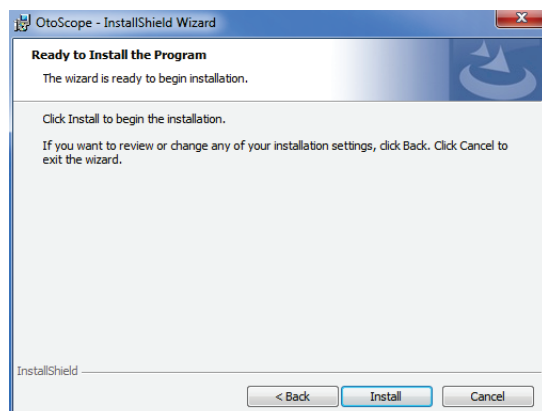 OtoScope - InstallShield Wizard
Ready to Install the Program
The wizard is ready to begin installation.
Click Install to begin the installation.
If you want to review or change any of your installation settings, click Back. Click Cancel to
exit the wizard.
InstallShield
< Back Install Cancel